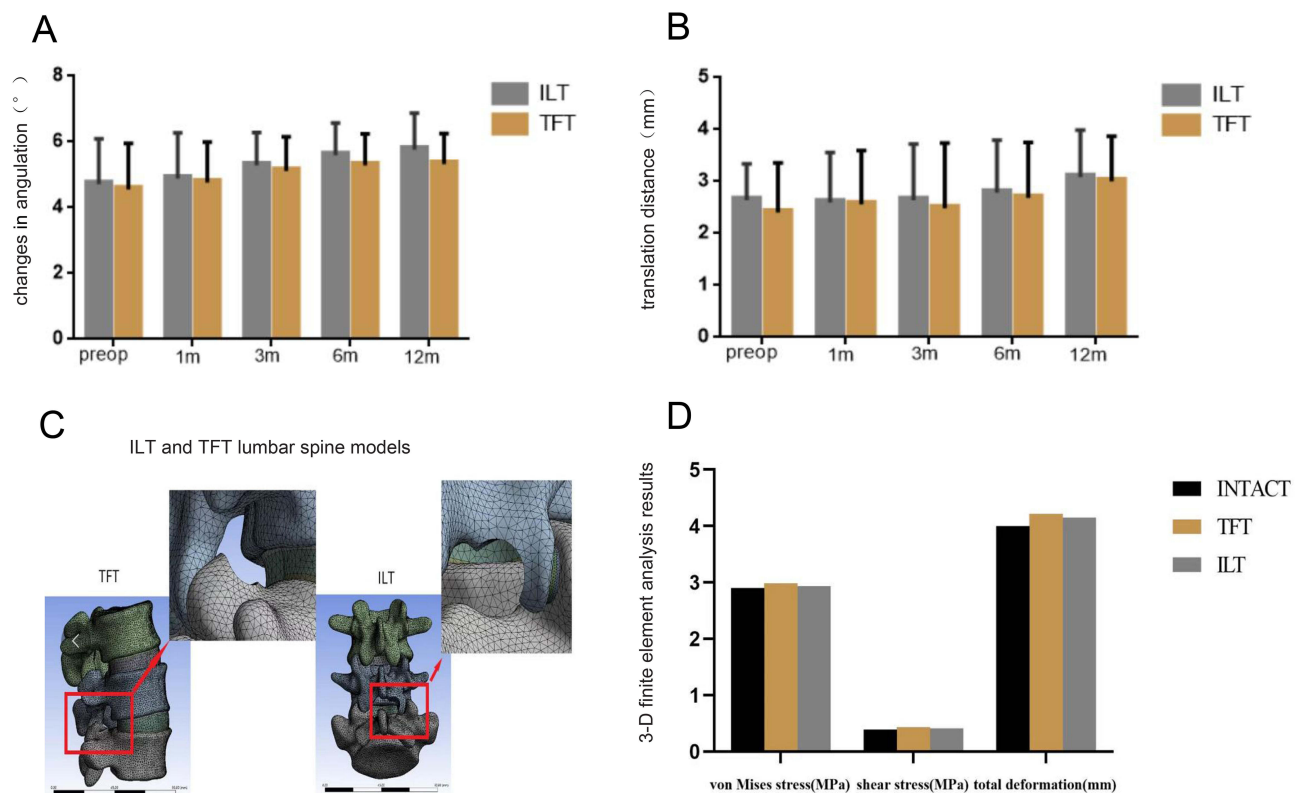 A
changes in angulation（°）
8
6
4
2
0
preop 1m 3m 6m 12m
ILT
TFT
B
translation distance（mm）
5
4
3
2
1
0
preop 1m 3m 6m 12m
ILT
TFT
C
ILT and TFT lumbar spine models
TFT
ILT
D
3-D finite element analysis results
5
4
3
2
1
0
von Mises stress(MPa) shear stress(MPa) total deformation(mm)
INTACT
TFT
ILT